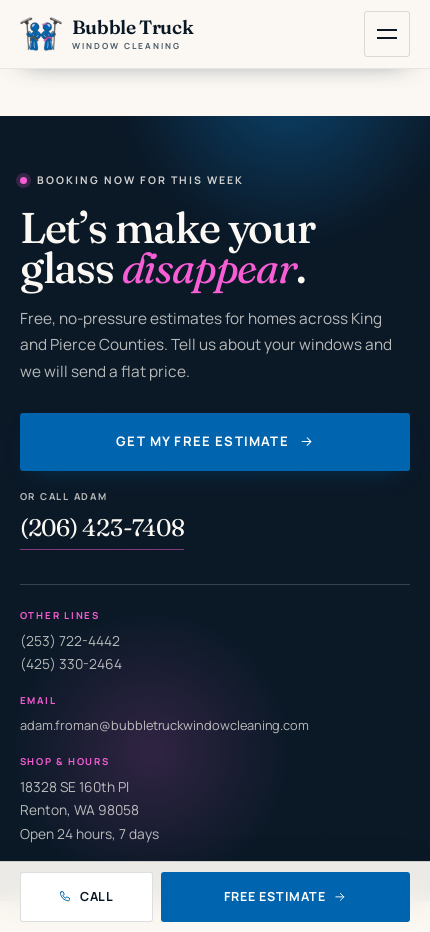 Bubble Truck
WINDOW CLEANING
BOOKING NOW FOR THIS WEEK
Let’s make your
glass disappear.
Free, no-pressure estimates for homes across King
and Pierce Counties. Tell us about your windows and
we will send a flat price.
GET MY FREE ESTIMATE →
OR CALL ADAM
(206) 423-7408
OTHER LINES
(253) 722-4442
(425) 330-2464
EMAIL
adam.froman@bubbletruckwindowcleaning.com
SHOP & HOURS
18328 SE 160th Pl
Renton, WA 98058
Open 24 hours, 7 days
CALL
FREE ESTIMATE →